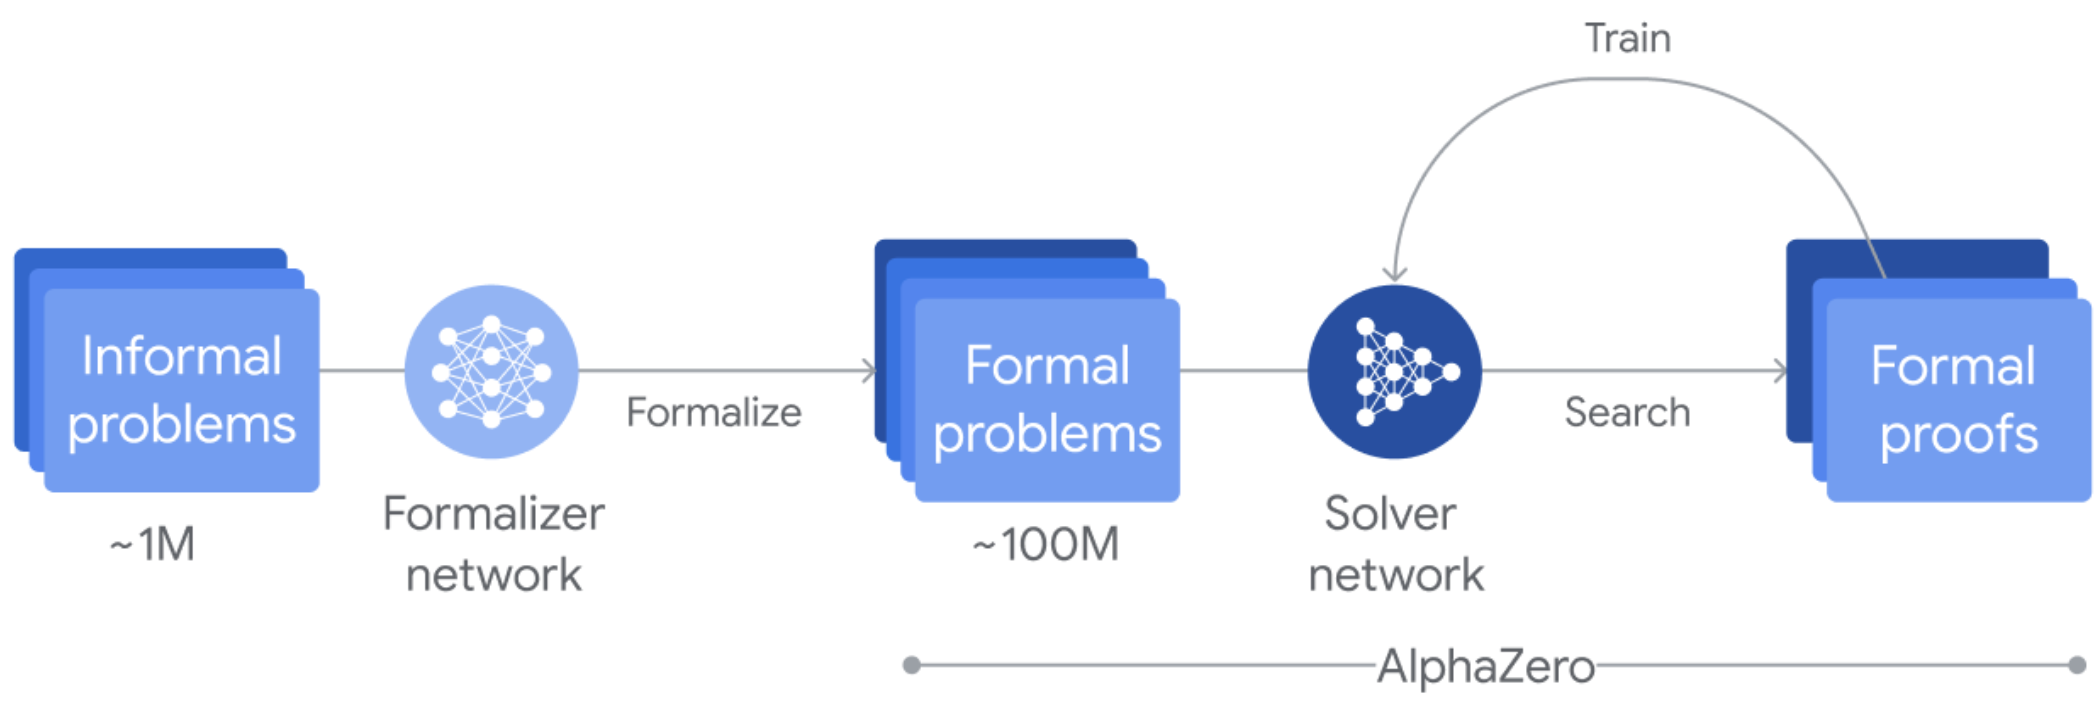 Train
Informal
problems
~1M
Formalizer
network
Formalize
Formal
problems
~100M
Solver
network
Search
Formal
proofs
AlphaZero